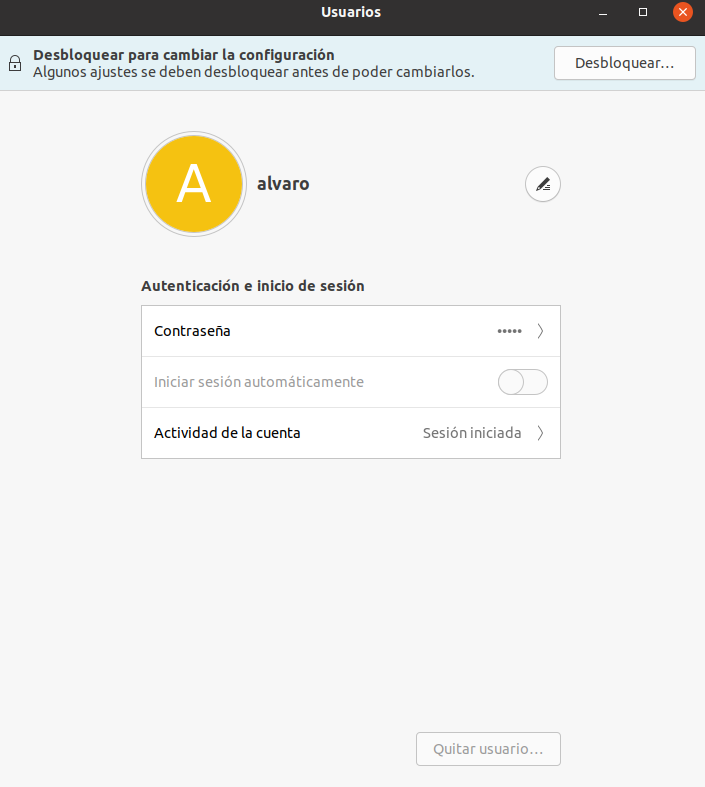 Usuarios
Desbloquear para cambiar la configuración
Algunos ajustes se deben desbloquear antes de poder cambiarlos.
Desbloquear…
A
alvaro
Autenticación e inicio de sesión
Contraseña •••••
Iniciar sesión automáticamente
Actividad de la cuenta Sesión iniciada
Quitar usuario…